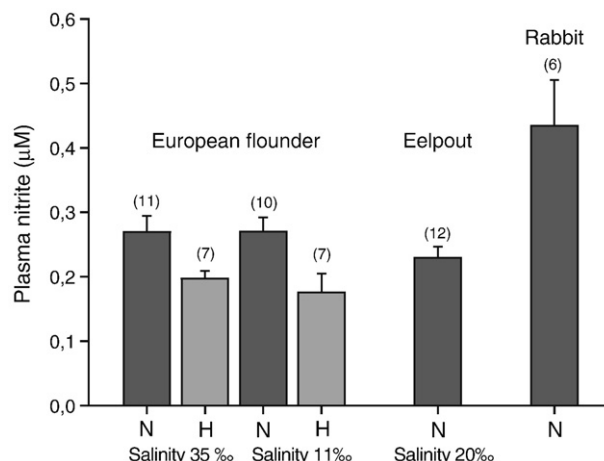 Plasma nitrite (µM)
0,6
0,5
0,4
0,3
0,2
0,1
0,0
Rabbit
(6)
European flounder
Eelpout
(11)
(7)
(10)
(7)
(12)
N
H
N
H
N
N
Salinity 35 ‰
Salinity 11‰
Salinity 20‰